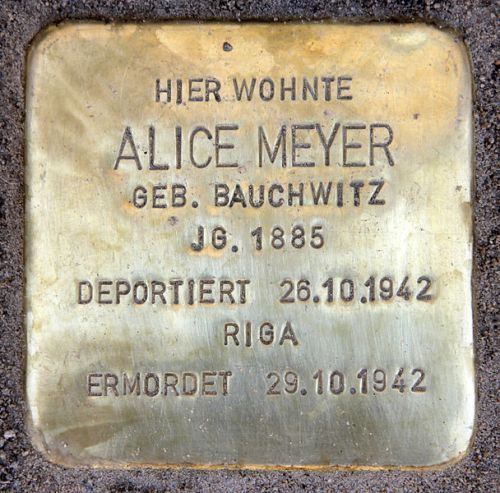 HIER WOHNTE
ALICE MEYER
GEB. BAUCHWITZ
JG. 1885
DEPORTIERT 26.10.1942
RIGA
ERMORDET 29.10.1942